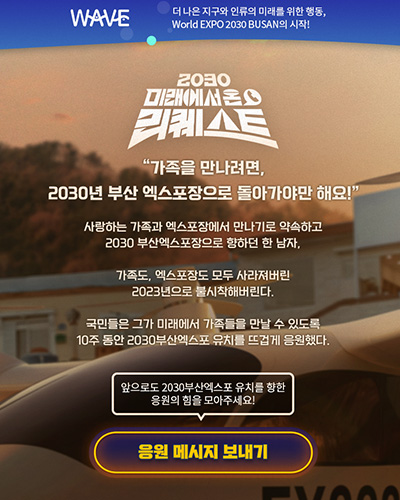 WAVE
더 나은 지구와 인류의 미래를 위한 행동,
World EXPO 2030 BUSAN의 시작!
2030
미래에서 온
리퀘스트
“가족을 만나려면,
2030년 부산 엑스포장으로 돌아가야만 해요!”
사랑하는 가족과 엑스포장에서 만나기로 약속하고
2030 부산엑스포장으로 향하던 한 남자,
가족도, 엑스포장도 모두 사라져버린
2023년으로 불시착해버린다.
국민들은 그가 미래에서 가족들을 만날 수 있도록
10주 동안 2030부산엑스포 유치를 뜨겁게 응원했다.
앞으로도 2030부산엑스포 유치를 향한
응원의 힘을 모아주세요!
응원 메시지 보내기